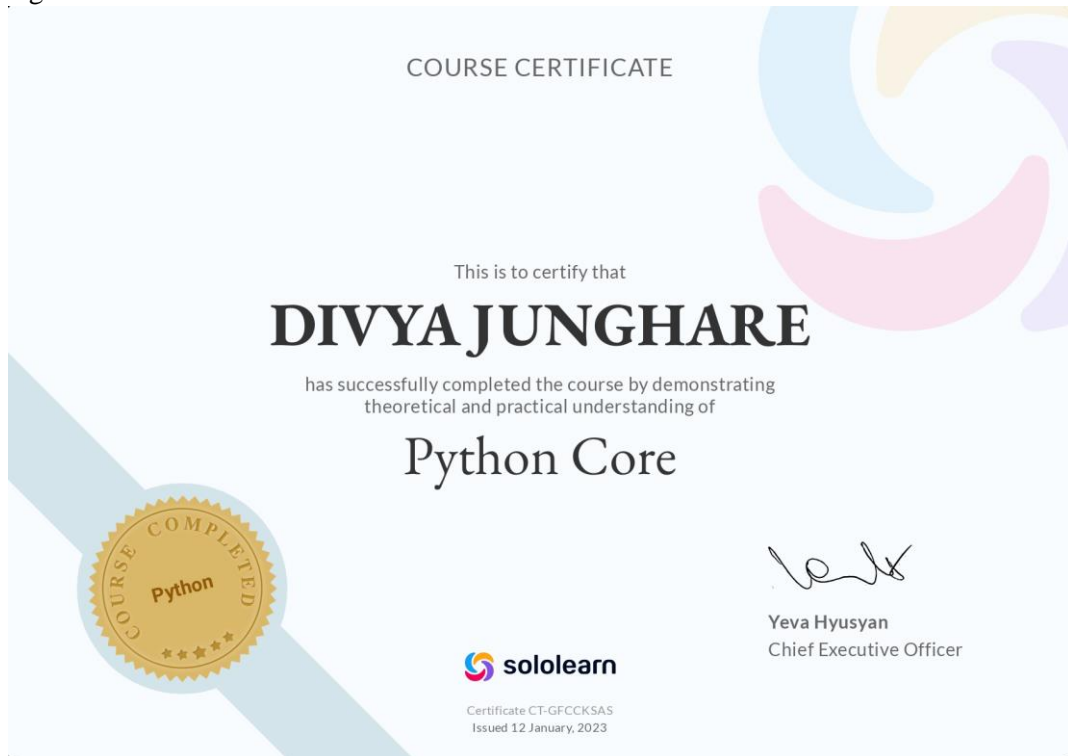 COURSE CERTIFICATE
This is to certify that
DIVYA JUNGHARE
has successfully completed the course by demonstrating
theoretical and practical understanding of
Python Core
COURSE COMPLETED
Python
Yeva Hyusyan
Chief Executive Officer
sololearn
Certificate CT-GFCCKSAS
Issued 12 January, 2023